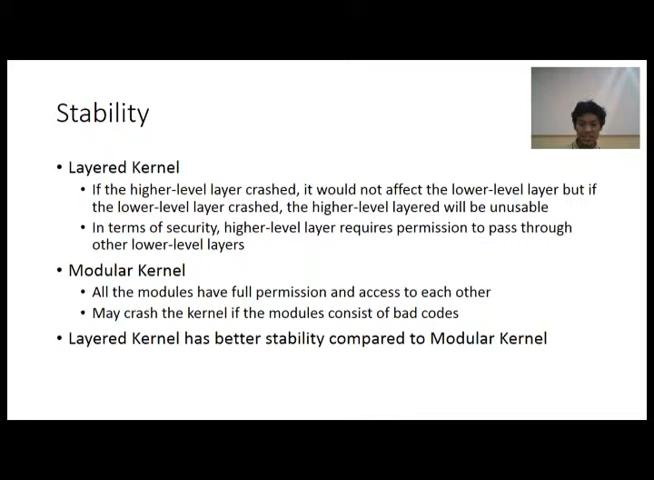 Stability
• Layered Kernel
• If the higher-level layer crashed, it would not affect the lower-level layer but if
the lower-level layer crashed, the higher-level layered will be unusable
• In terms of security, higher-level layer requires permission to pass through
other lower-level layers
• Modular Kernel
• All the modules have full permission and access to each other
• May crash the kernel if the modules consist of bad codes
• Layered Kernel has better stability compared to Modular Kernel